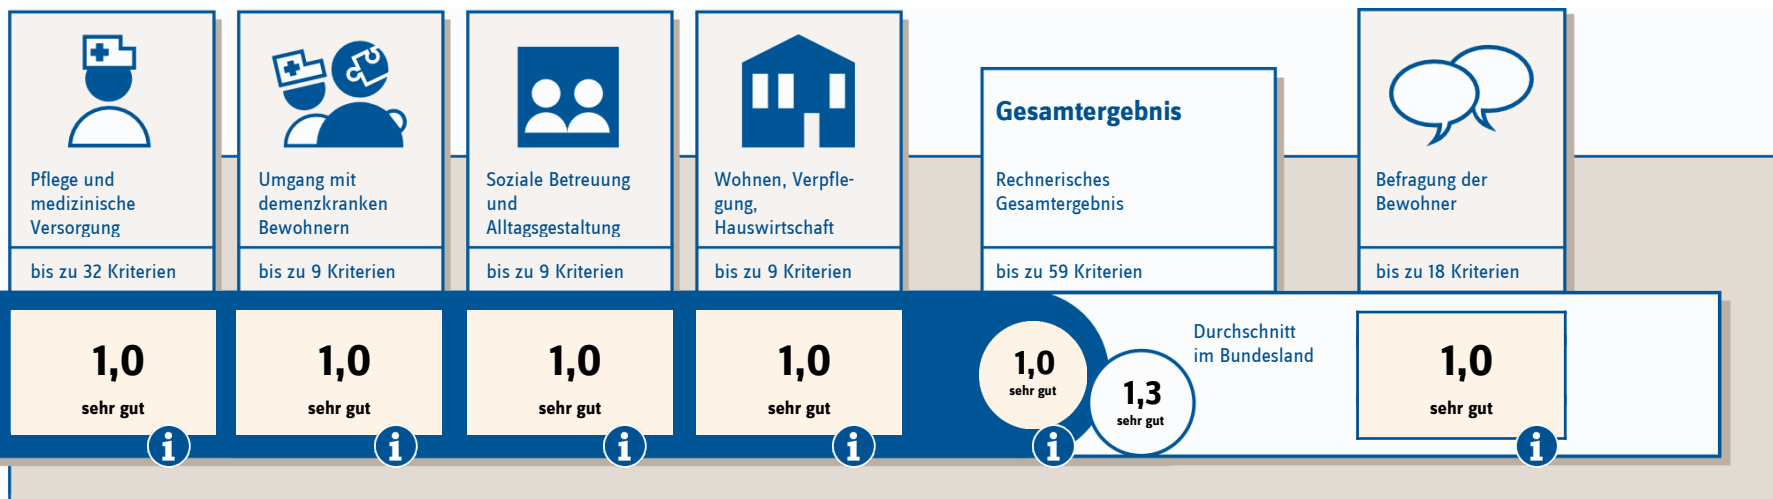 Pflege und
medizinische
Versorgung
bis zu 32 Kriterien
1,0
sehr gut
i
Umgang mit
demenzkranken
Bewohnern
bis zu 9 Kriterien
1,0
sehr gut
i
Soziale Betreuung
und
Alltagsgestaltung
bis zu 9 Kriterien
1,0
sehr gut
i
Wohnen, Verpfle-
gung,
Hauswirtschaft
bis zu 9 Kriterien
1,0
sehr gut
i
Gesamtergebnis
Rechnerisches
Gesamtergebnis
bis zu 59 Kriterien
1,0
sehr gut
i
Durchschnitt
im Bundesland
1,3
sehr gut
Befragung der
Bewohner
bis zu 18 Kriterien
1,0
sehr gut
i